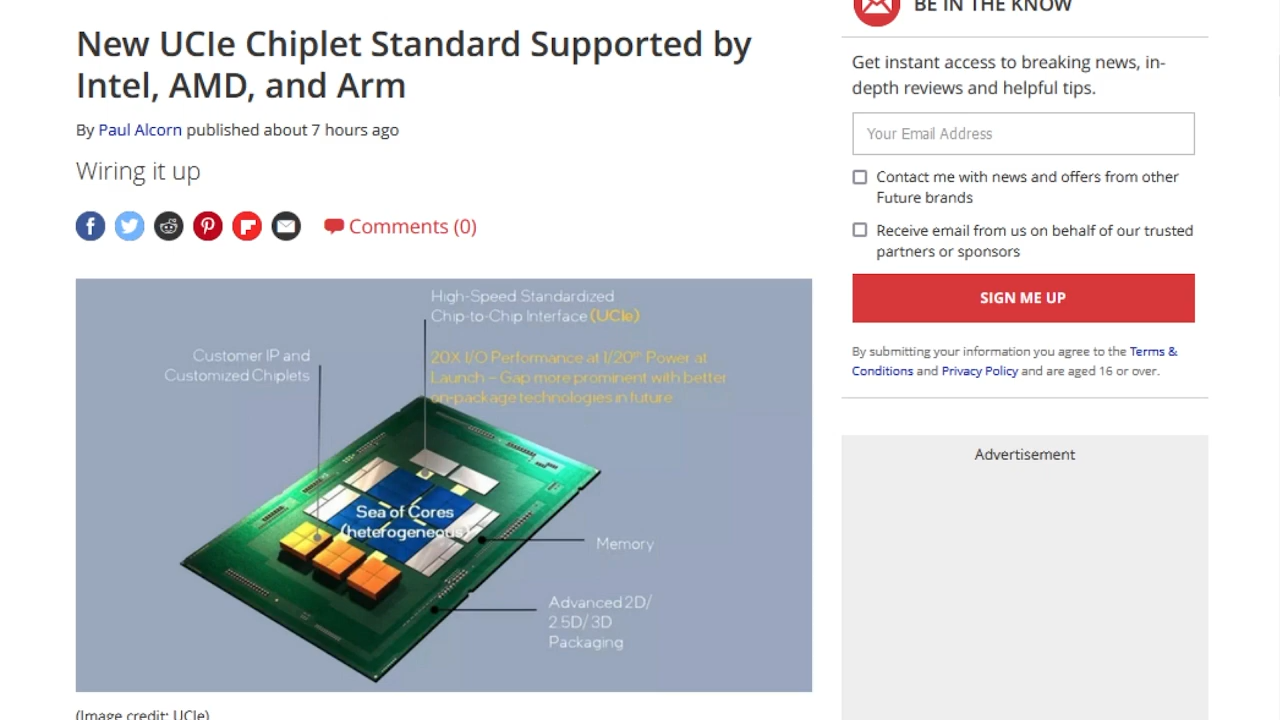 New UCIe Chiplet Standard Supported by
Intel, AMD, and Arm
By Paul Alcorn published about 7 hours ago
Wiring it up
Comments (0)
High-Speed Standardized
Chip-to-Chip Interface (UCIe)
20X I/O Performance at 1/20th Power at
Launch – Gap more prominent with better
on-package technologies in future
Customer IP and
Customized Chiplets
Sea of Cores
(heterogeneous)
Memory
Advanced 2D/
2.5D/3D
Packaging
(Image credit: UCIe)
BE IN THE KNOW
Get instant access to breaking news, in-
depth reviews and helpful tips.
Your Email Address
Contact me with news and offers from other
Future brands
Receive email from us on behalf of our trusted
partners or sponsors
SIGN ME UP
By submitting your information you agree to the Terms &
Conditions and Privacy Policy and are aged 16 or over.
Advertisement